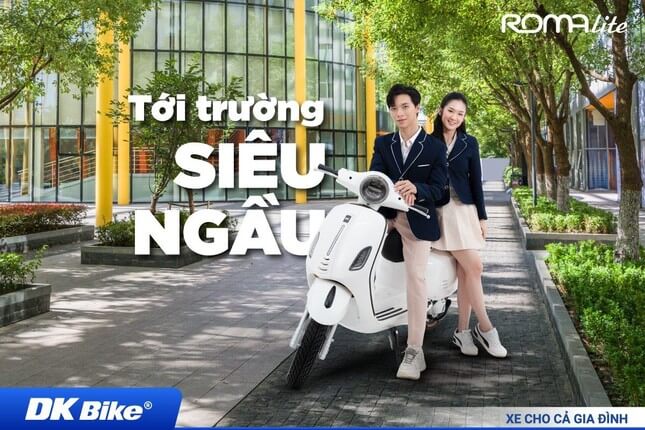 ROMA lite
Tới trường
SIÊU
NGẦU
DK Bike®
XE CHO CẢ GIA ĐÌNH